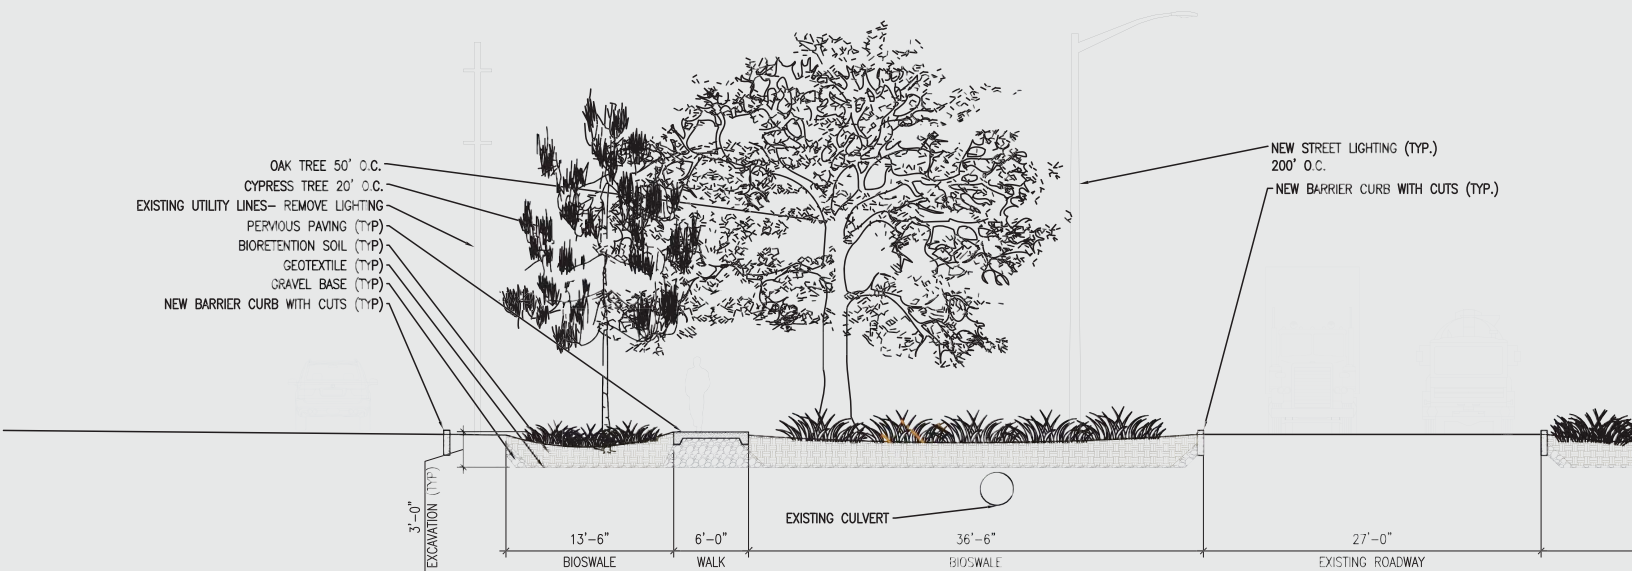 OAK TREE 50' O.C.
CYPRESS TREE 20' O.C.
EXISTING UTILITY LINES- REMOVE LIGHTING
PERVIOUS PAVING (TYP)
BIORETENTION SOIL (TYP)
GEOTEXTILE (TYP)
GRAVEL BASE (TYP)
NEW BARRIER CURB WITH CUTS (TYP)
NEW STREET LIGHTING (TYP.)
200' O.C.
NEW BARRIER CURB WITH CUTS (TYP.)
3'-0"
EXCAVATION (TYP)
EXISTING CULVERT
13'-6"
BIOSWALE
6'-0"
WALK
36'-6"
BIOSWALE
27'-0"
EXISTING ROADWAY